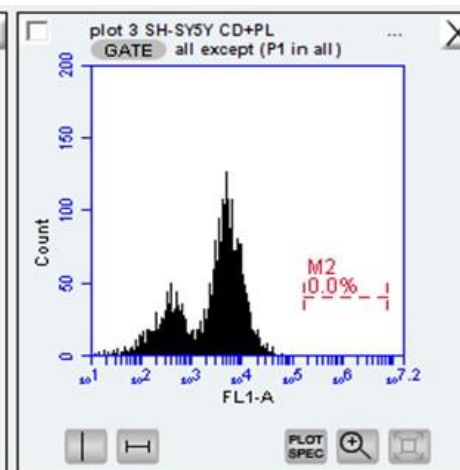 plot 3 SH-SY5Y CD+PL ...
GATE all except (P1 in all)
200
150
100
50
0
Count
M2
0.0%
10^1 10^2 10^3 10^4 10^5 10^6 10^7.2
FL1-A
PLOT
SPEC